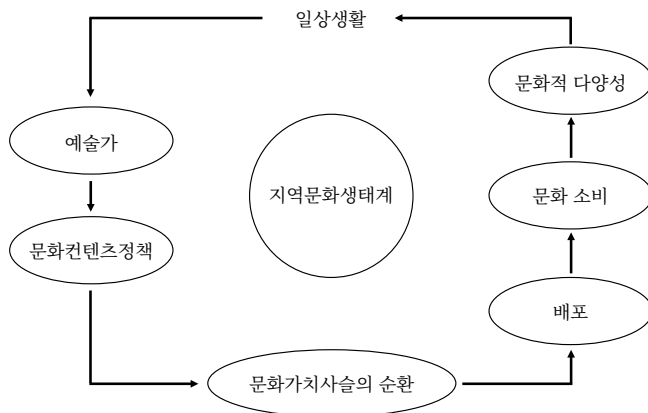 일상생활
문화적 다양성
예술가
지역문화생태계
문화 소비
문화컨텐츠정책
배포
문화가치사슬의 순환